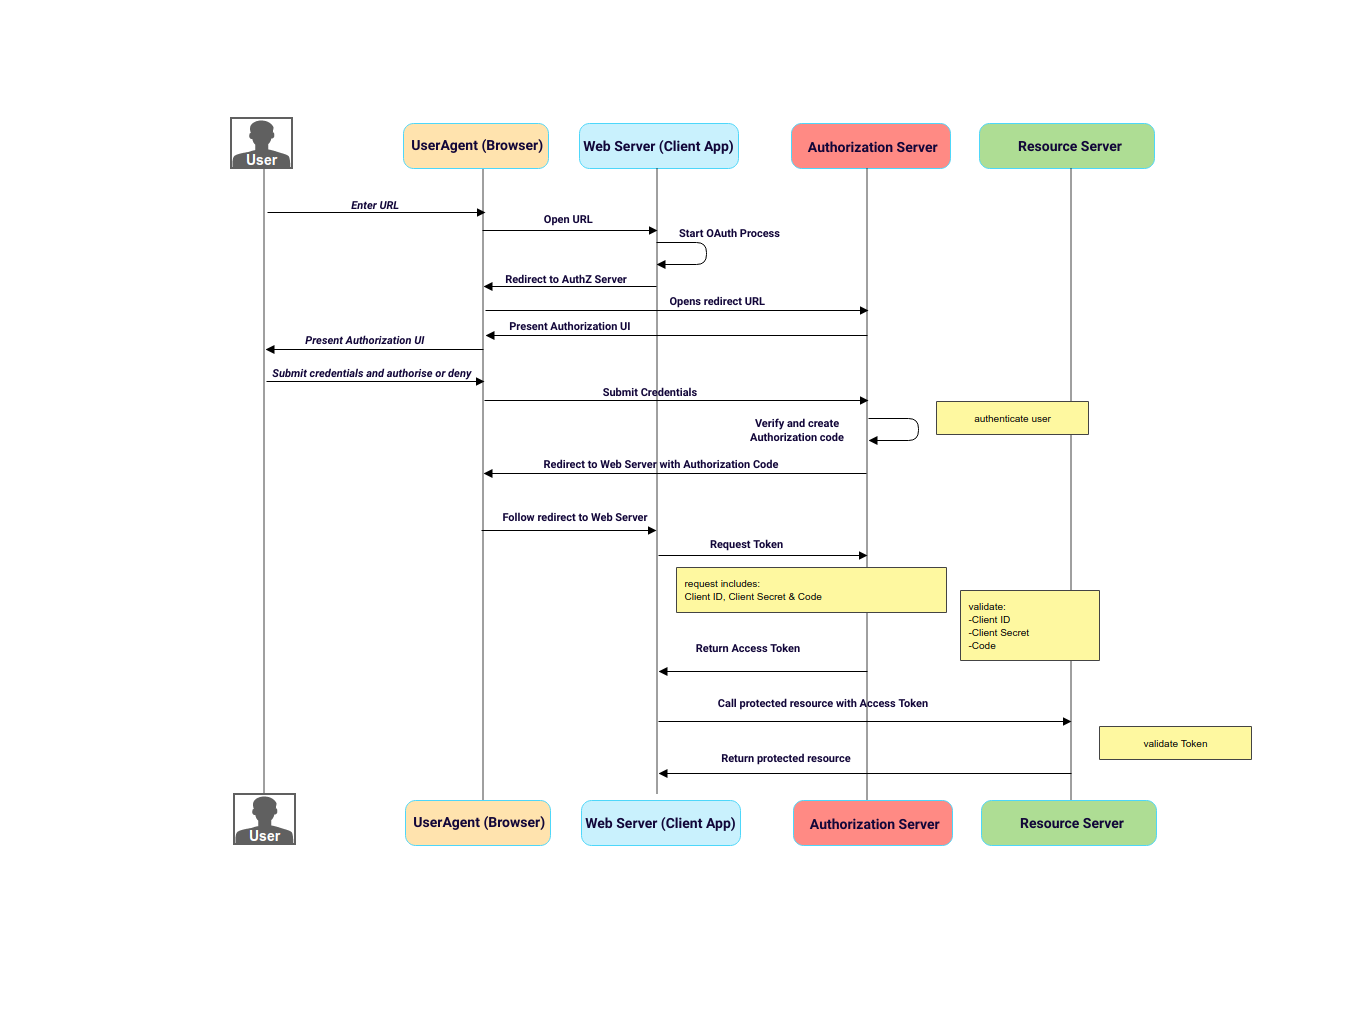 User
UserAgent (Browser)
Web Server (Client App)
Authorization Server
Resource Server
Enter URL
Open URL
Start OAuth Process
Redirect to AuthZ Server
Opens redirect URL
Present Authorization UI
Present Authorization UI
Submit credentials and authorise or deny
Submit Credentials
authenticate user
Verify and create
Authorization code
Redirect to Web Server with Authorization Code
Follow redirect to Web Server
Request Token
request includes:
Client ID, Client Secret & Code
validate:
-Client ID
-Client Secret
-Code
Return Access Token
Call protected resource with Access Token
validate Token
Return protected resource
User
UserAgent (Browser)
Web Server (Client App)
Authorization Server
Resource Server